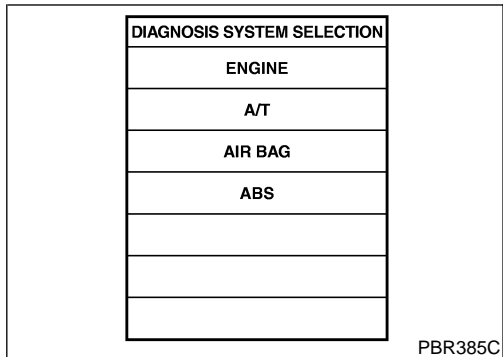 DIAGNOSIS SYSTEM SELECTION
ENGINE
A/T
AIR BAG
ABS
PBR385C